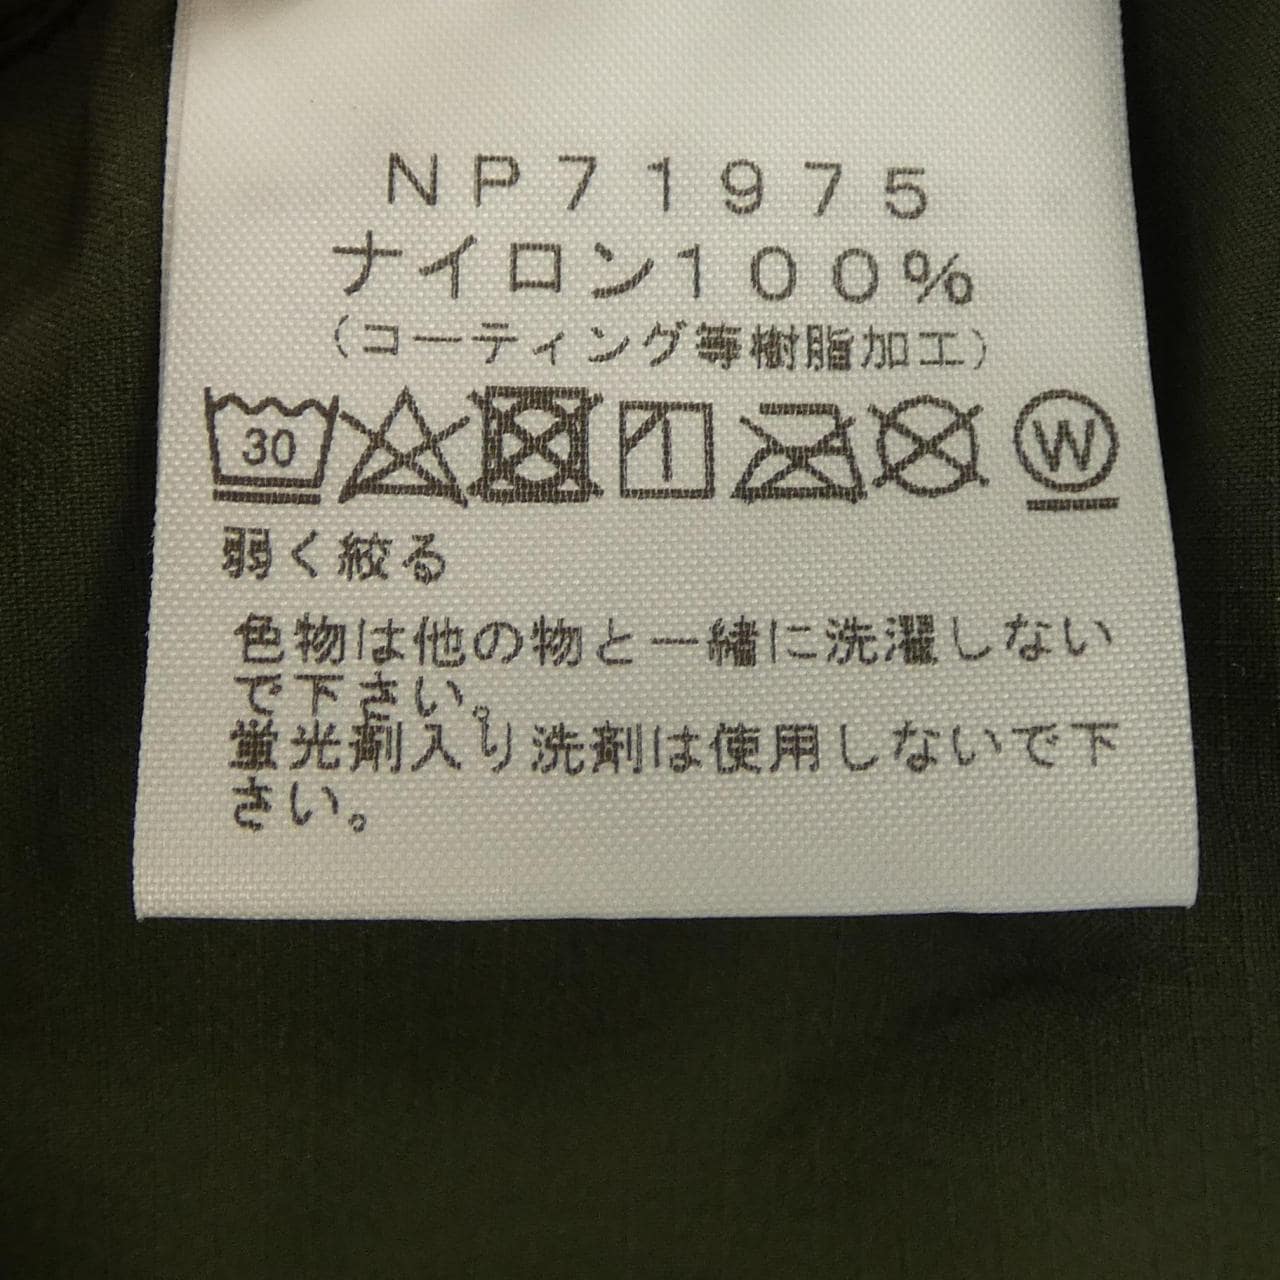 NP71975
ナイロン100%
(コーティング等樹脂加工)
30 W
弱く絞る
色物は他の物と一緒に洗濯しない
で下さい。
蛍光剤入り洗剤は使用しないで下
さい。